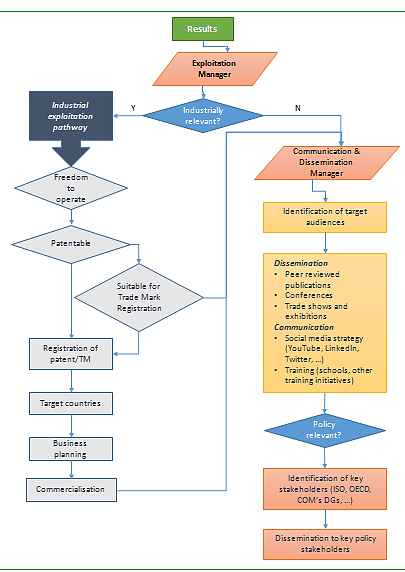 Results
Exploitation
Manager
Industrially
relevant?
Y
N
Industrial
exploitation
pathway
Freedom
to
operate
Patentable
Suitable for
Trade Mark
Registration
Registration of
patent/TM
Target countries
Business
planning
Commercialisation
Communication &
Dissemination
Manager
Identification of target
audiences
Dissemination
• Peer reviewed
publications
• Conferences
• Trade shows and
exhibitions
Communication
• Social media strategy
(YouTube, LinkedIn,
Twitter, ...)
• Training (schools, other
training initiatives)
Policy
relevant?
Identification of key
stakeholders (ISO, OECD,
COM's DGs, ...)
Dissemination to key policy
stakeholders